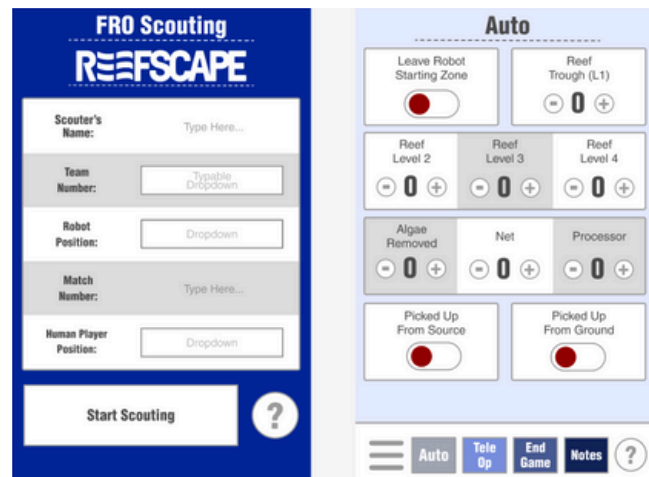 FRO Scouting
REEFSCAPE
Scouter's
Name:
Type Here...
Team
Number:
Typable
Dropdown
Robot
Position:
Dropdown
Match
Number:
Type Here...
Human Player
Position:
Dropdown
Start Scouting
?
Auto
Leave Robot
Starting Zone
Reef
Trough (L1)
- 0 +
Reef
Level 2
- 0 +
Reef
Level 3
- 0 +
Reef
Level 4
- 0 +
Algae
Removed
- 0 +
Net
- 0 +
Processor
- 0 +
Picked Up
From Source
Picked Up
From Ground
Auto
Tele
Op
End
Game
Notes
?